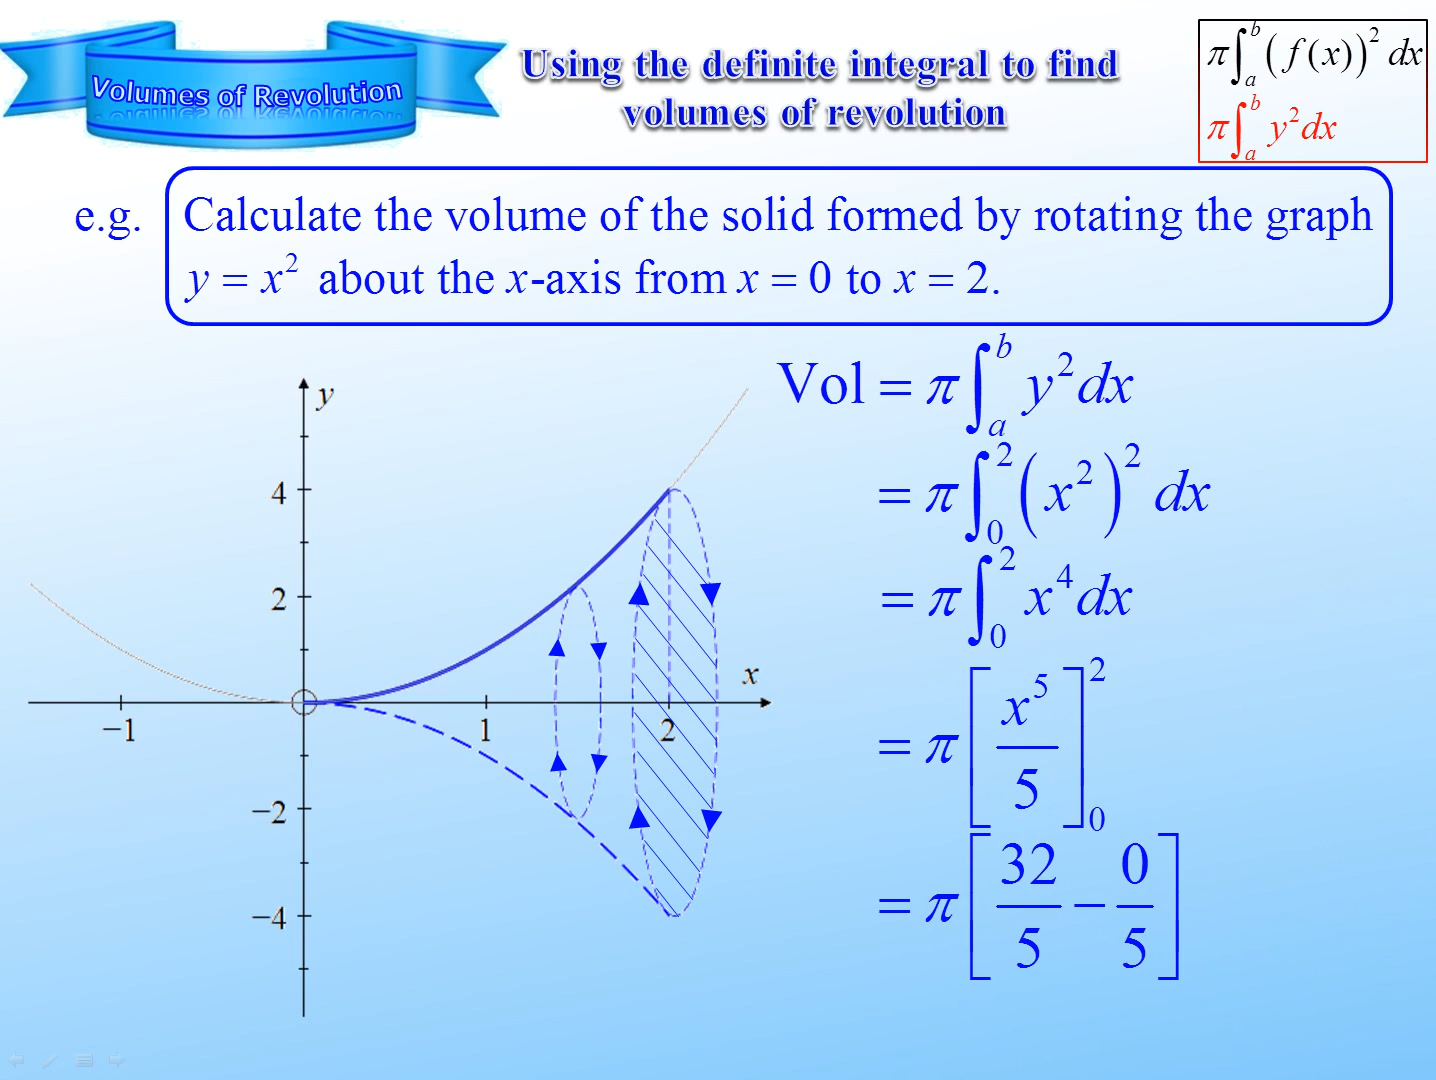 Volumes of Revolution
Using the definite integral to find
volumes of revolution
π∫_a^b (f(x))² dx
π∫_a^b y²dx
e.g.
Calculate the volume of the solid formed by rotating the graph
y = x² about the x-axis from x = 0 to x = 2.
Vol = π∫_a^b y²dx
= π∫_0^2 (x²)² dx
= π∫_0^2 x⁴dx
= π[x⁵/5]_0^2
= π[32/5 − 0/5]
y
4
2
x
−1
1
2
−2
−4